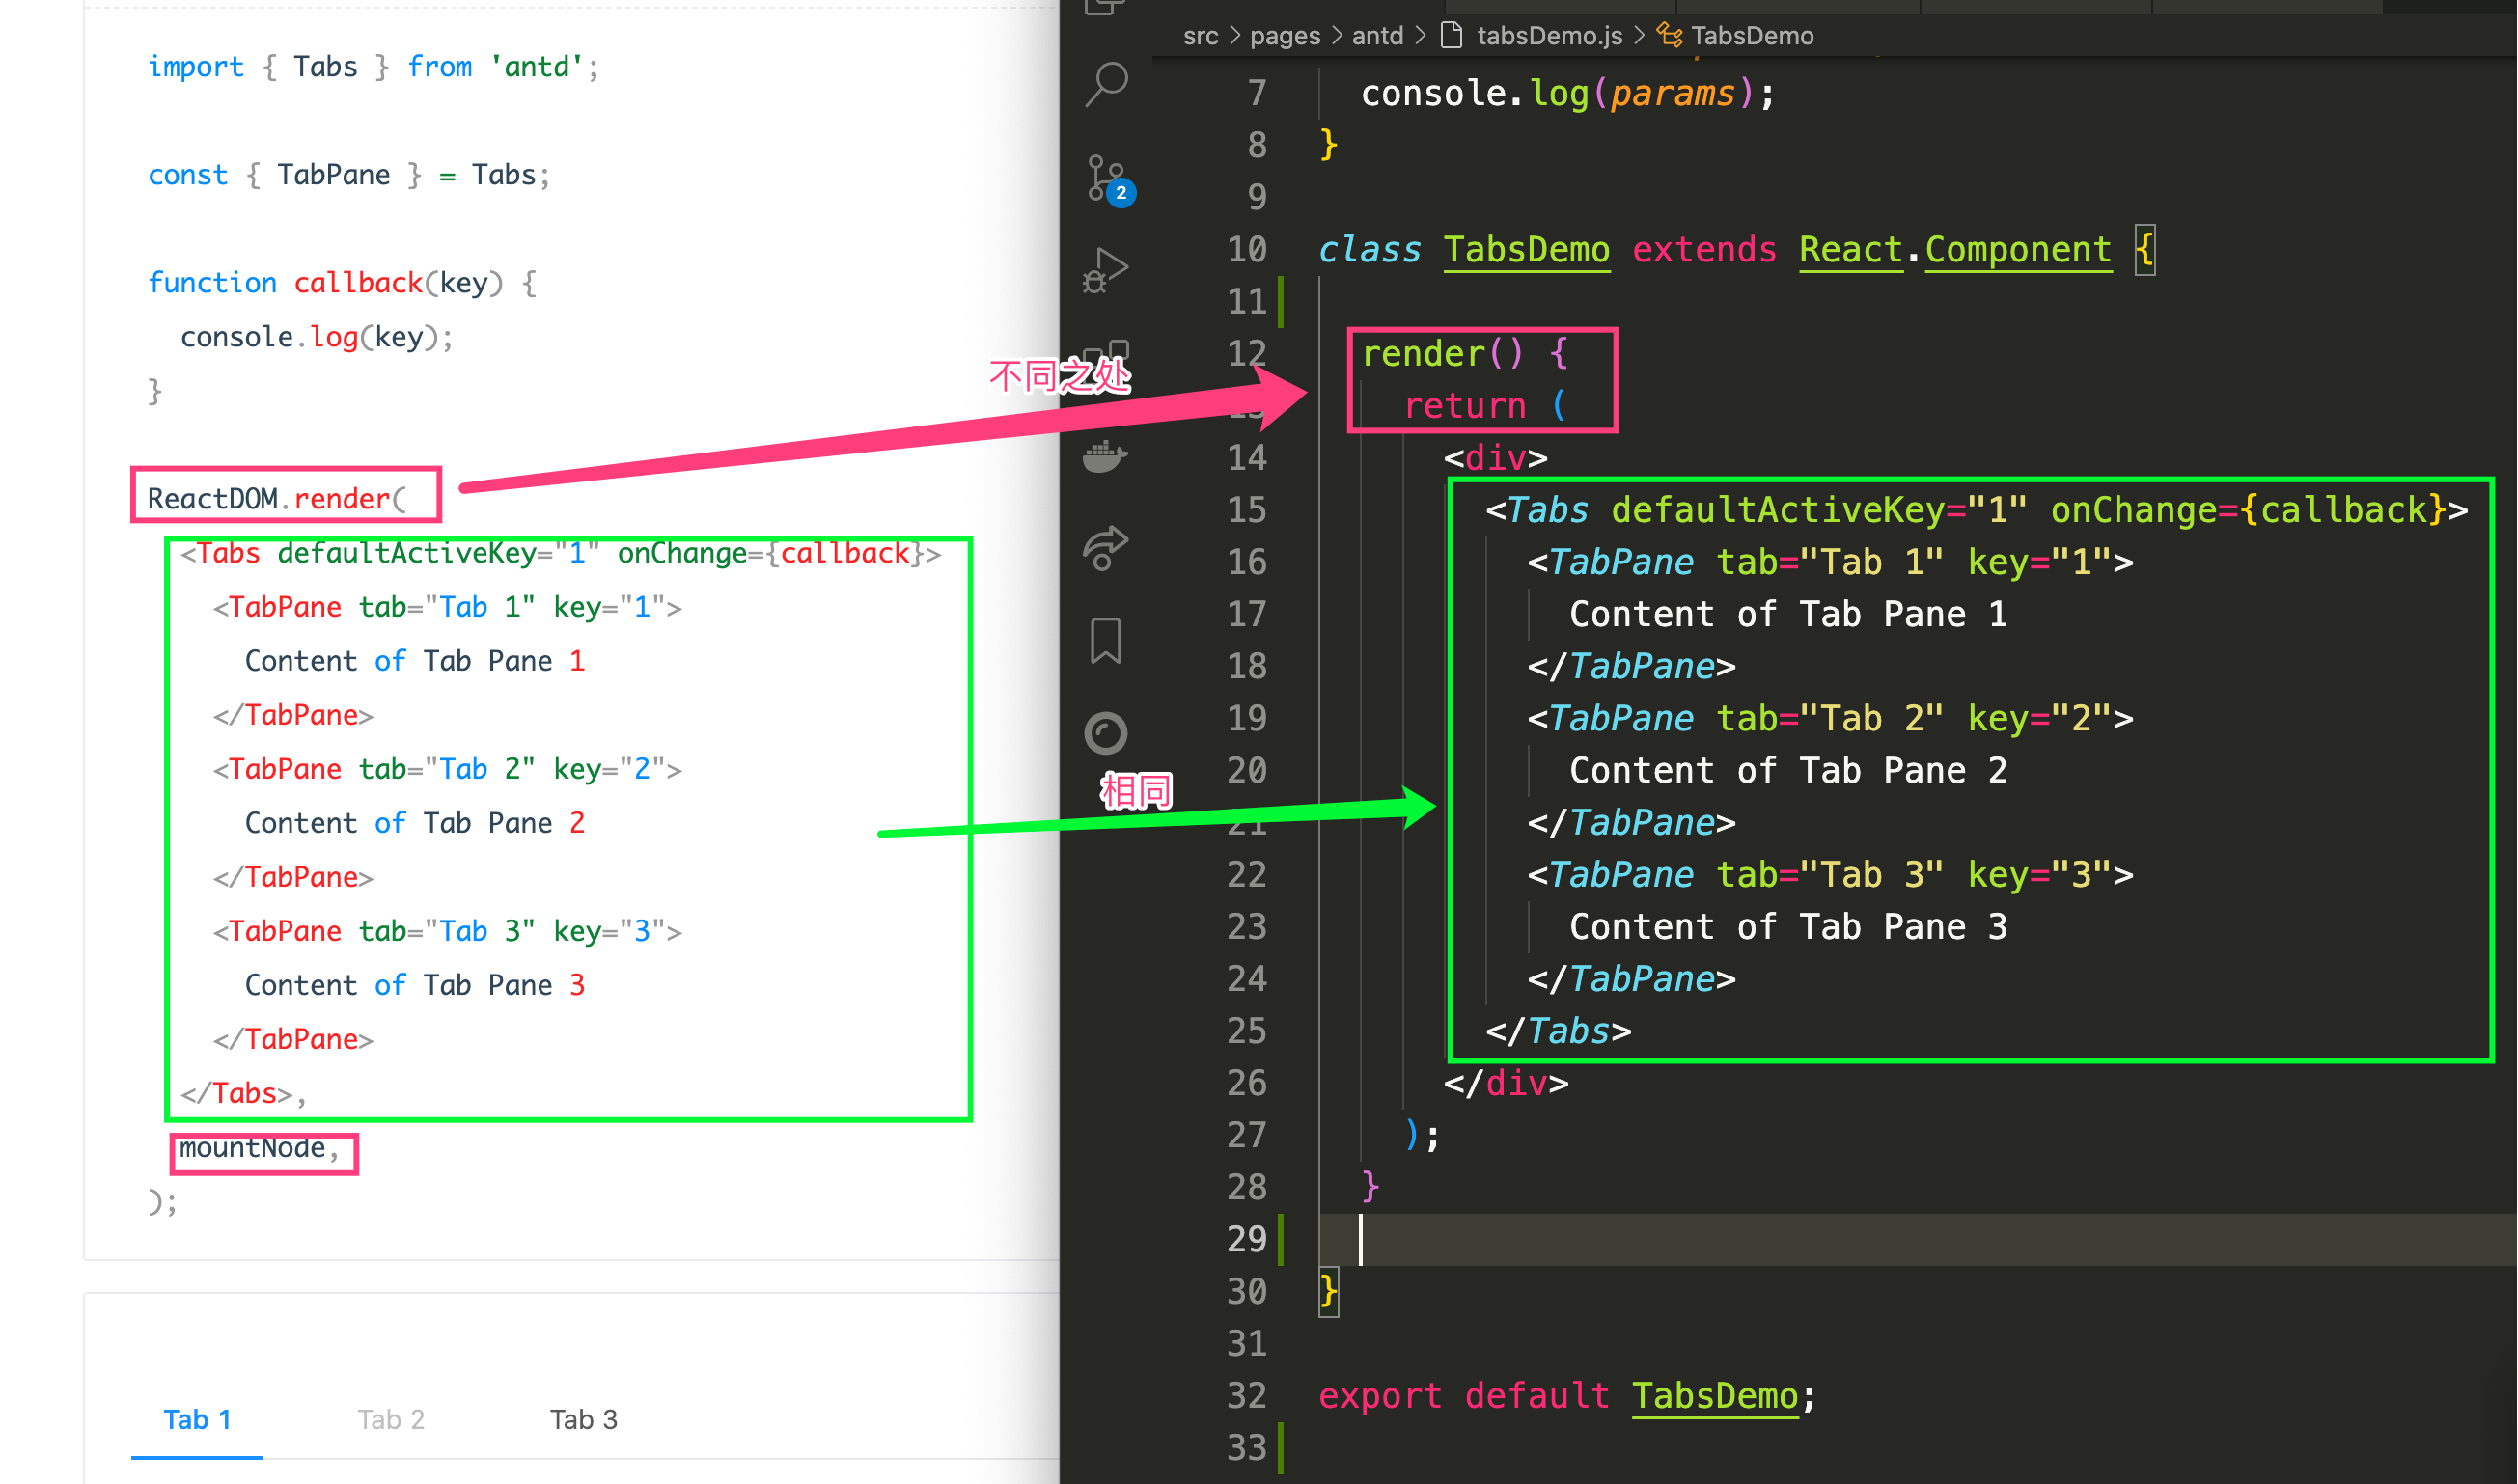 import { Tabs } from 'antd';
const { TabPane } = Tabs;
function callback(key) {
console.log(key);
}
ReactDOM.render(
<Tabs defaultActiveKey="1" onChange={callback}>
<TabPane tab="Tab 1" key="1">
Content of Tab Pane 1
</TabPane>
<TabPane tab="Tab 2" key="2">
Content of Tab Pane 2
</TabPane>
<TabPane tab="Tab 3" key="3">
Content of Tab Pane 3
</TabPane>
</Tabs>,
mountNode,
);
Tab 1 Tab 2 Tab 3
不同之处
相同
2
src > pages > antd > tabsDemo.js > TabsDemo
7 console.log(params);
8 }
9
10 class TabsDemo extends React.Component {
11
12 render() {
13 return (
14 <div>
15 <Tabs defaultActiveKey="1" onChange={callback}>
16 <TabPane tab="Tab 1" key="1">
17 Content of Tab Pane 1
18 </TabPane>
19 <TabPane tab="Tab 2" key="2">
20 Content of Tab Pane 2
21 </TabPane>
22 <TabPane tab="Tab 3" key="3">
23 Content of Tab Pane 3
24 </TabPane>
25 </Tabs>
26 </div>
27 );
28 }
29
30 }
31
32 export default TabsDemo;
33